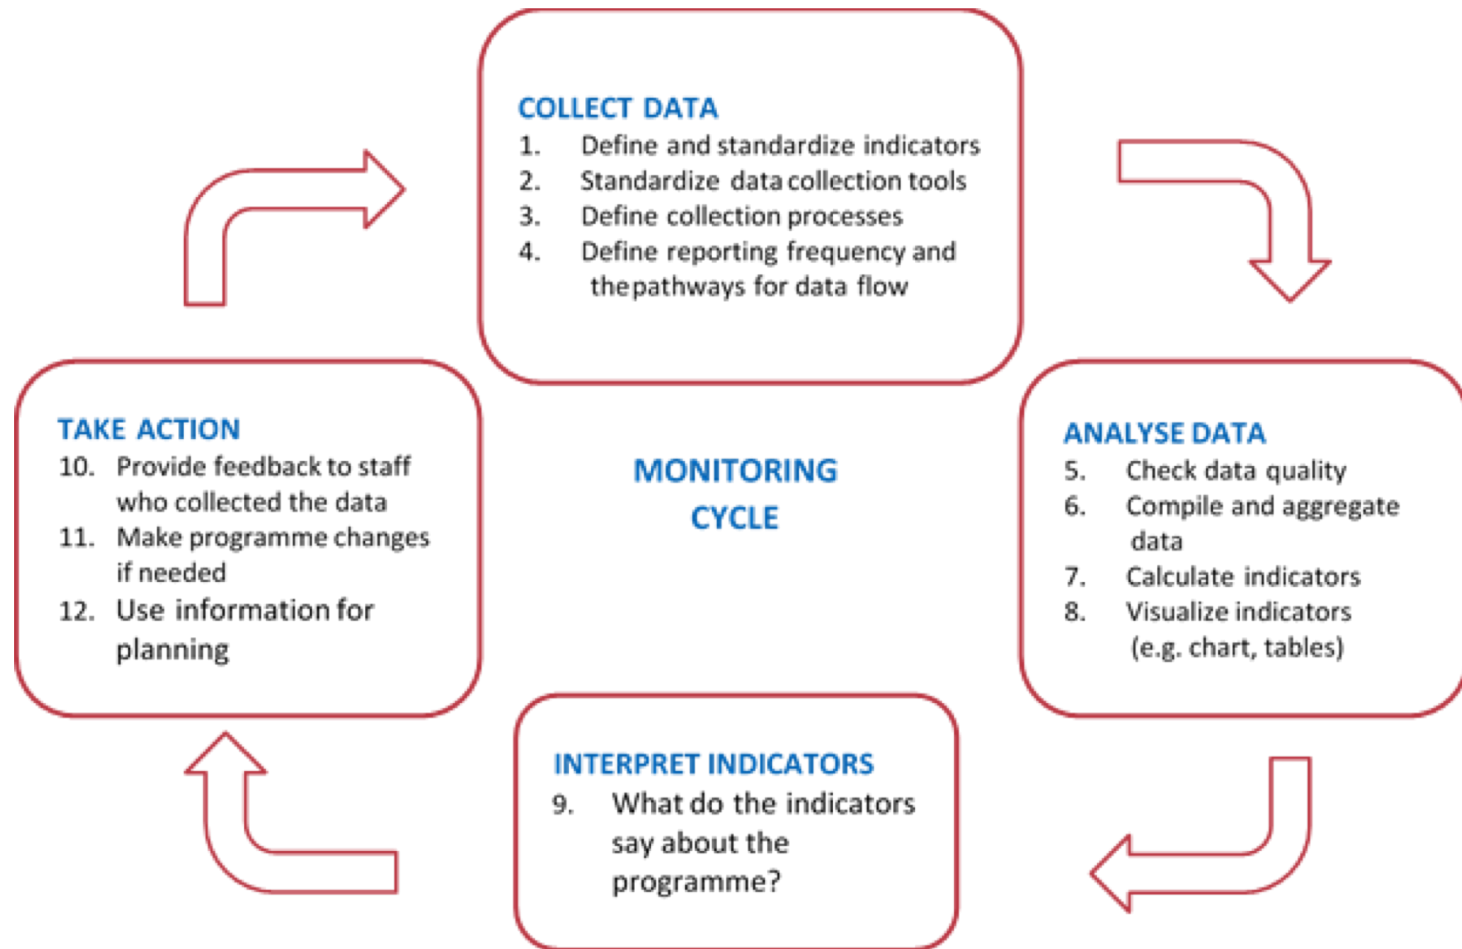 COLLECT DATA
1. Define and standardize indicators
2. Standardize data collection tools
3. Define collection processes
4. Define reporting frequency and
thepathways for data flow
ANALYSE DATA
5. Check data quality
6. Compile and aggregate
data
7. Calculate indicators
8. Visualize indicators
(e.g. chart, tables)
INTERPRET INDICATORS
9. What do the indicators
say about the
programme?
TAKE ACTION
10. Provide feedback to staff
who collected the data
11. Make programme changes
if needed
12. Use information for
planning
MONITORING
CYCLE